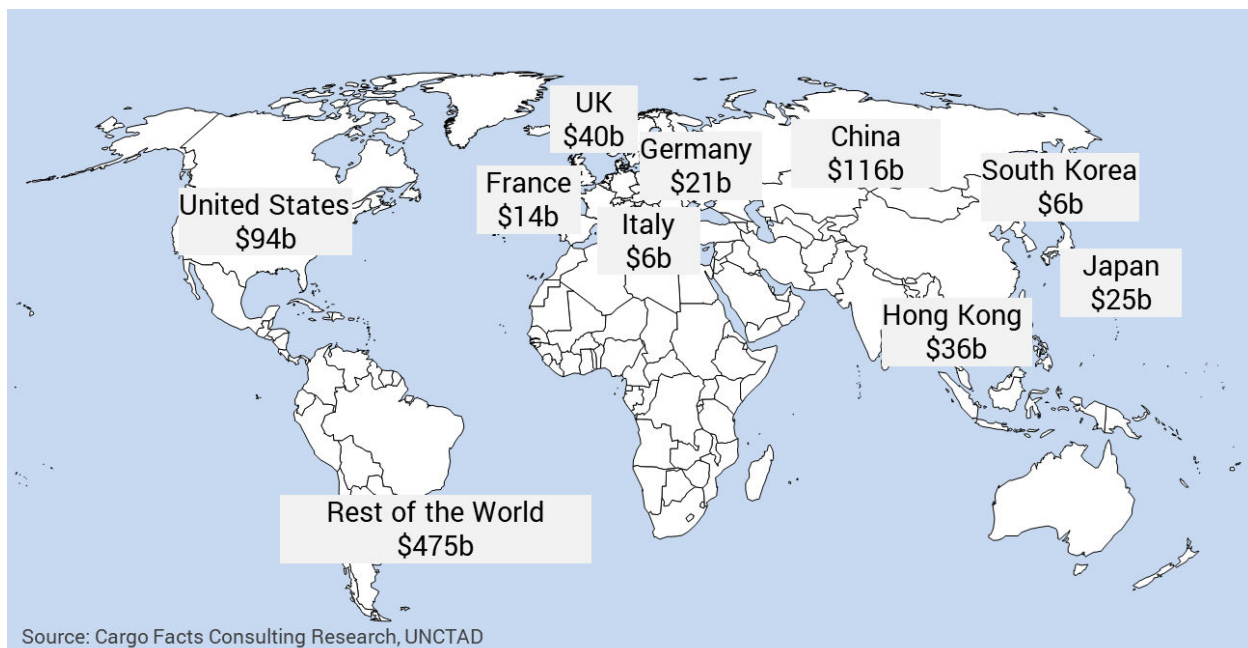 UK
$40b
China
$116b
Germany
$21b
South Korea
$6b
France
$14b
United States
$94b
Italy
$6b
Japan
$25b
Hong Kong
$36b
Rest of the World
$475b
Source: Cargo Facts Consulting Research, UNCTAD